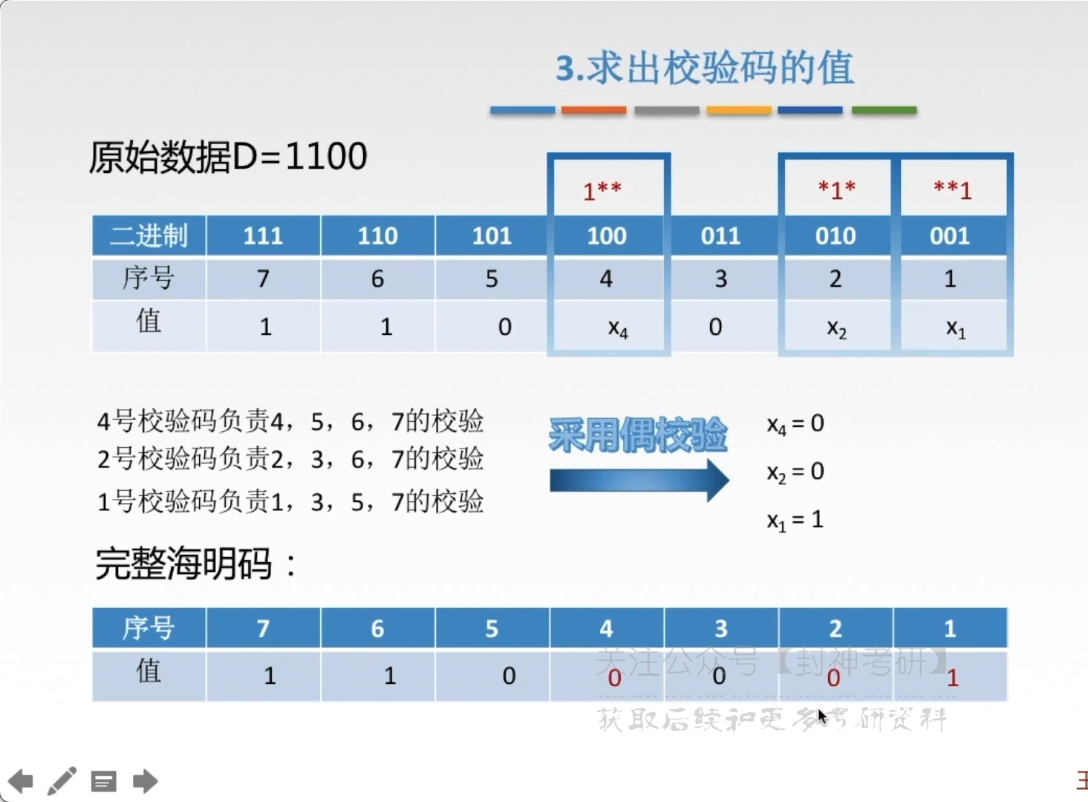 3.求出校验码的值
原始数据D=1100
1** *1* **1
二进制 111 110 101 100 011 010 001
序号 7 6 5 4 3 2 1
值 1 1 0 x₄ 0 x₂ x₁
4号校验码负责4，5，6，7的校验
2号校验码负责2，3，6，7的校验
1号校验码负责1，3，5，7的校验
采用偶校验
x₄ = 0
x₂ = 0
x₁ = 1
完整海明码：
序号 7 6 5 4 3 2 1
值 1 1 0 0 0 0 1
关注公众号【封神考研】
获取后续和更多考研资料